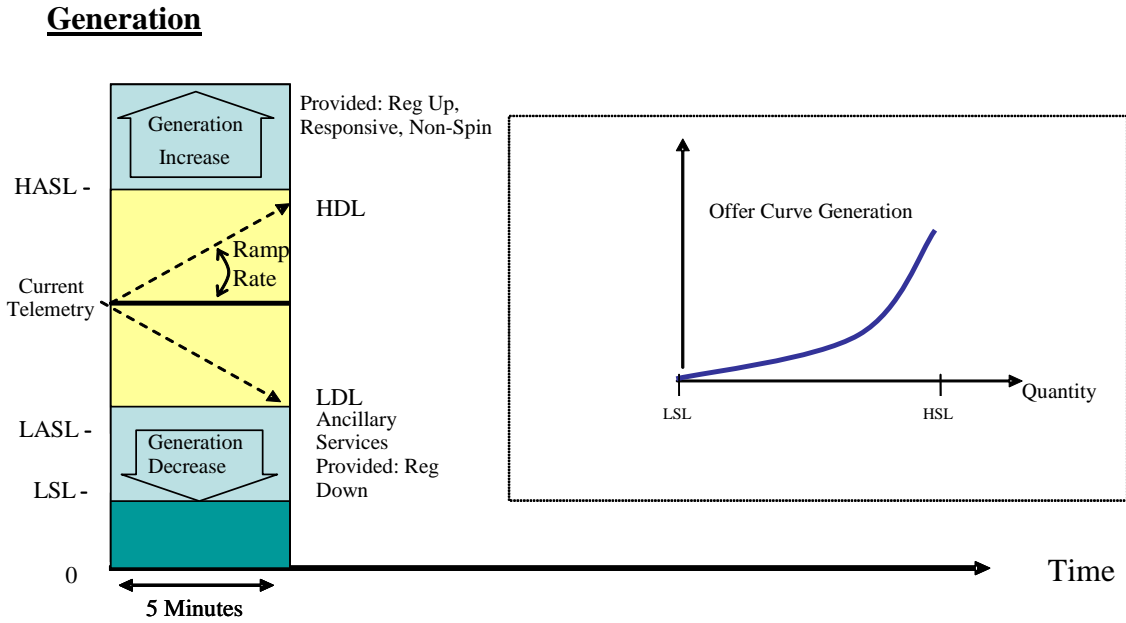 Generation
Provided: Reg Up,
Responsive, Non-Spin
Generation
Increase
HASL -
HDL
Ramp
Rate
Current
Telemetry
LDL
Ancillary
Services
Provided: Reg
Down
LASL -
Generation
Decrease
LSL -
0
5 Minutes
Time
Offer Curve Generation
Quantity
LSL
HSL